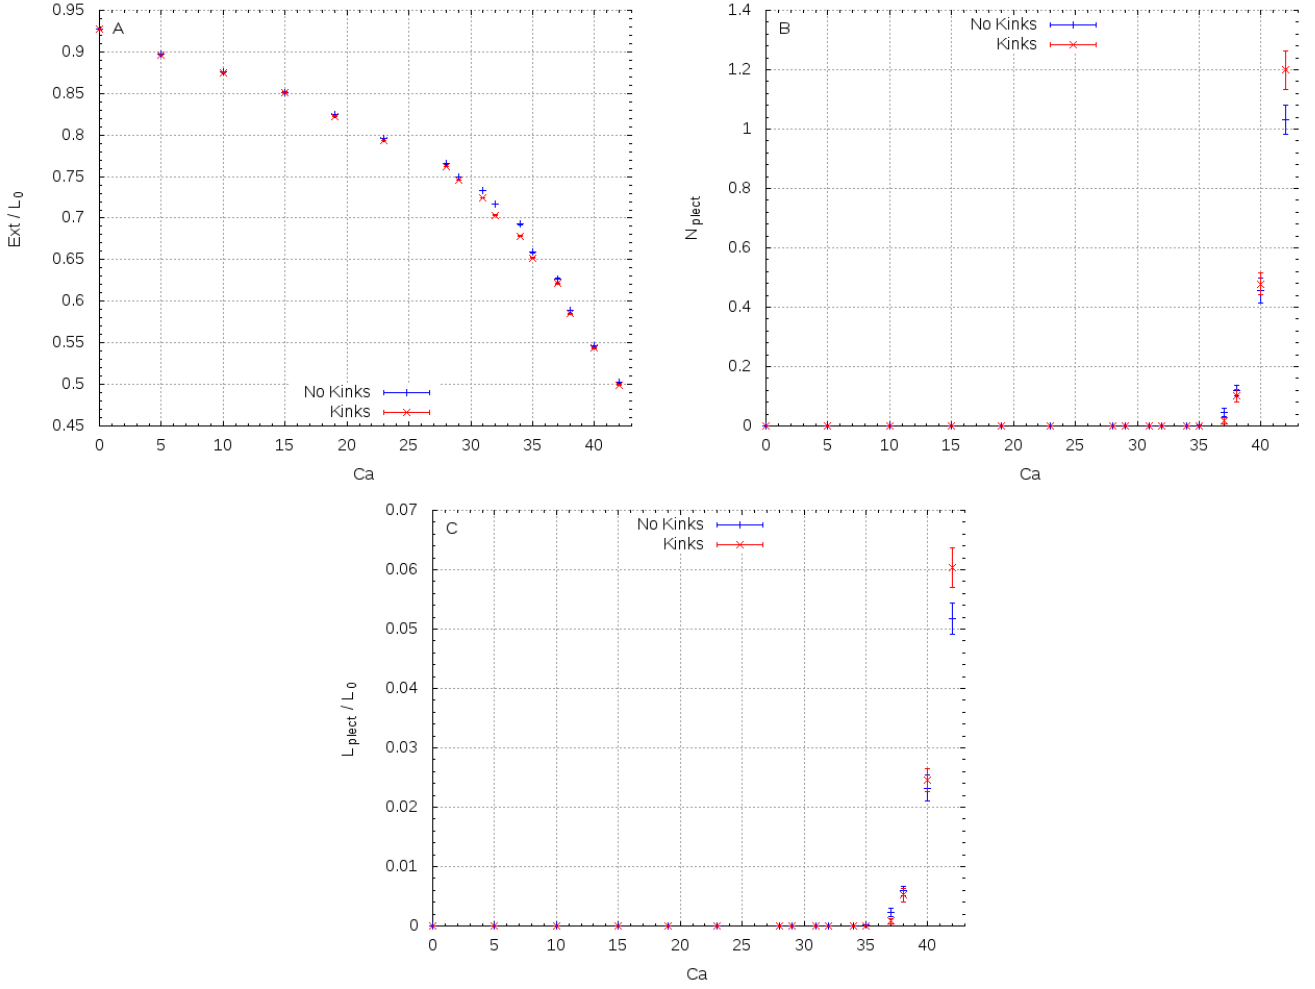 A
0.95
0.9
0.85
0.8
0.75
0.7
0.65
0.6
0.55
0.5
0.45
Ext / L0
No Kinks
Kinks
0 5 10 15 20 25 30 35 40
Ca
B
1.4
1.2
1
0.8
0.6
0.4
0.2
0
N plect
No Kinks
Kinks
0 5 10 15 20 25 30 35 40
Ca
C
0.07
0.06
0.05
0.04
0.03
0.02
0.01
0
L plect / L0
No Kinks
Kinks
0 5 10 15 20 25 30 35 40
Ca